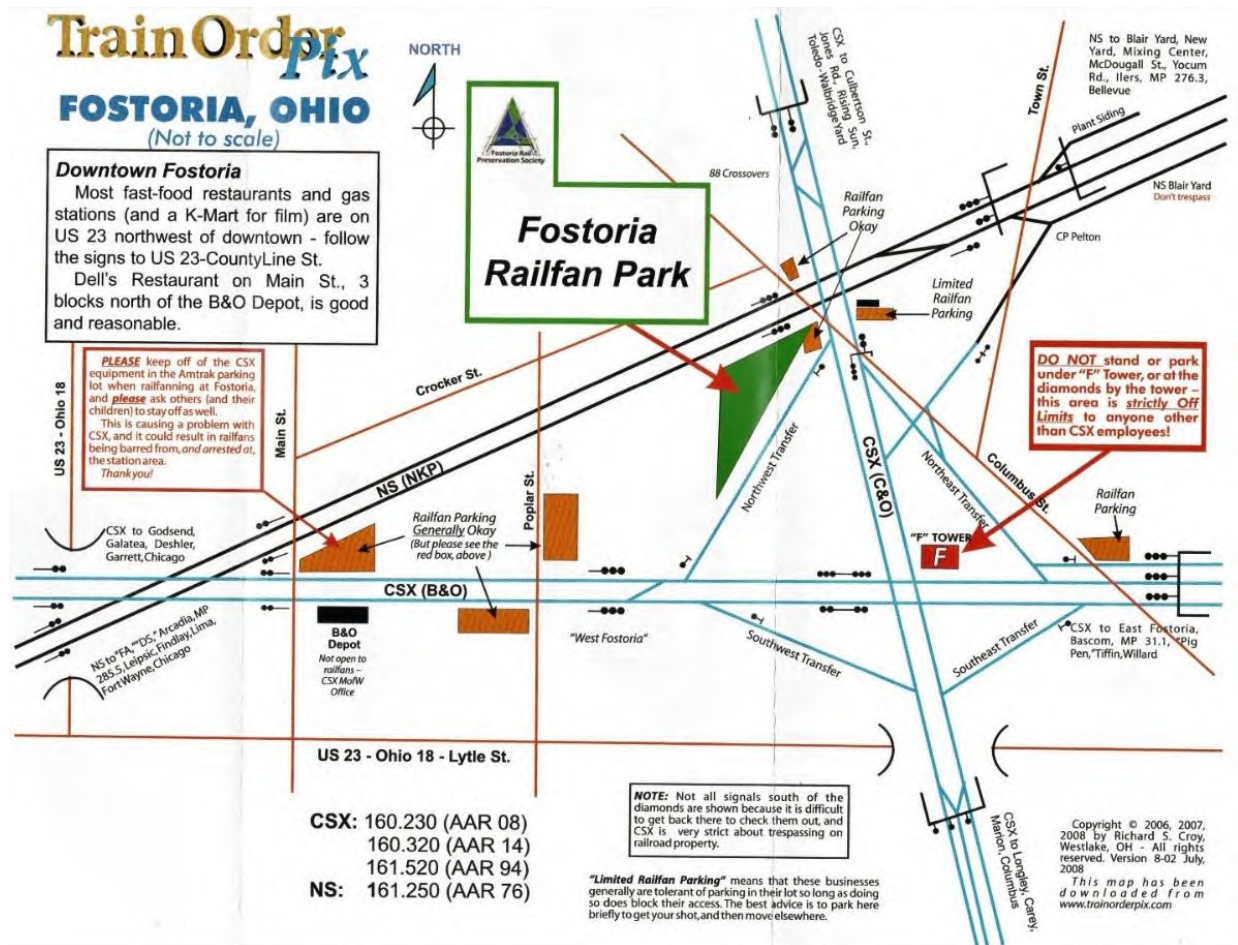 Train Order
Pix
FOSTORIA, OHIO
(Not to scale)
NORTH
Downtown Fostoria
Most fast-food restaurants and gas
stations (and a K-Mart for film) are on
US 23 northwest of downtown - follow
the signs to US 23-CountyLine St.
Dell's Restaurant on Main St., 3
blocks north of the B&O Depot, is good
and reasonable.
Fostoria Rail
Preservation Society
Fostoria
Railfan Park
CSX to Culbertson St.,
Jones Rd., Rising Sun,
Toledo - Walbridge Yard
88 Crossovers
Railfan
Parking
Okay
Town St.
NS to Blair Yard, New
Yard, Mixing Center,
McDougall St., Yocum
Rd., Ilers, MP 276.3,
Bellevue
Plant Siding
NS Blair Yard
Don't trespass
CP Pelton
Limited
Railfan
Parking
PLEASE keep off of the CSX
equipment in the Amtrak parking
lot when railfanning at Fostoria,
and please ask others (and their
children) to stay off as well.
This is causing a problem with
CSX, and it could result in railfans
being barred from, and arrested at,
the station area.
Thank you!
US 23 - Ohio 18
Main St.
Crocker St.
NS (NKP)
Poplar St.
DO NOT stand or park
under "F" Tower, or at the
diamonds by the tower –
this area is strictly Off
Limits to anyone other
than CSX employees!
Northwest Transfer
CSX (C&O)
Northeast Transfer
Columbus St.
Railfan
Parking
"F" TOWER
F
CSX to Godsend,
Galatea, Deshler,
Garrett, Chicago
Railfan Parking
Generally Okay
(But please see the
red box, above)
CSX (B&O)
NS to "FA," "DS," Arcadia, MP
285.5, Leipsic, Findlay, Lima,
Fort Wayne, Chicago
B&O
Depot
Not open to
railfans –
CSX MofW
Office
"West Fostoria"
Southwest Transfer
Southeast Transfer
CSX to East Fostoria,
Bascom, MP 31.1, "Pig
Pen," Tiffin, Willard
US 23 - Ohio 18 - Lytle St.
CSX: 160.230 (AAR 08)
160.320 (AAR 14)
161.520 (AAR 94)
NS: 161.250 (AAR 76)
NOTE: Not all signals south of the
diamonds are shown because it is difficult
to get back there to check them out, and
CSX is very strict about trespassing on
railroad property.
"Limited Railfan Parking" means that these businesses
generally are tolerant of parking in their lot so long as doing
so does block their access. The best advice is to park here
briefly to get your shot, and then move elsewhere.
CSX to Longley, Carey,
Marion, Columbus
Copyright © 2006, 2007,
2008 by Richard S. Croy,
Westlake, OH - All rights
reserved. Version 8-02 July,
2008
This map has been
downloaded from
www.trainorderpix.com